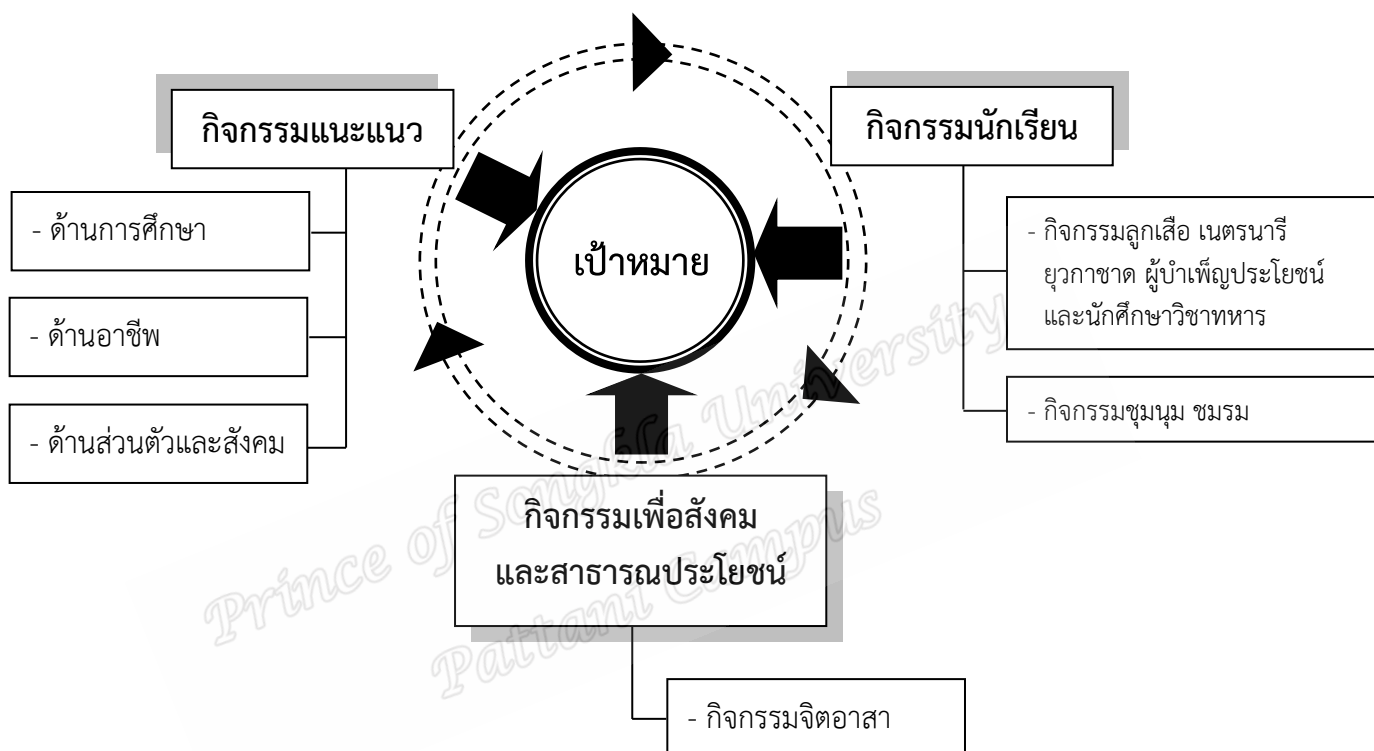 กิจกรรมแนะแนว
- ด้านการศึกษา
- ด้านอาชีพ
- ด้านส่วนตัวและสังคม
เป้าหมาย
กิจกรรมนักเรียน
- กิจกรรมลูกเสือ เนตรนารี
ยุวกาชาด ผู้บำเพ็ญประโยชน์
และนักศึกษาวิชาทหาร
- กิจกรรมชุมนุม ชมรม
กิจกรรมเพื่อสังคม
และสาธารณประโยชน์
- กิจกรรมจิตอาสา
Prince of Songkla University
Pattani Campus